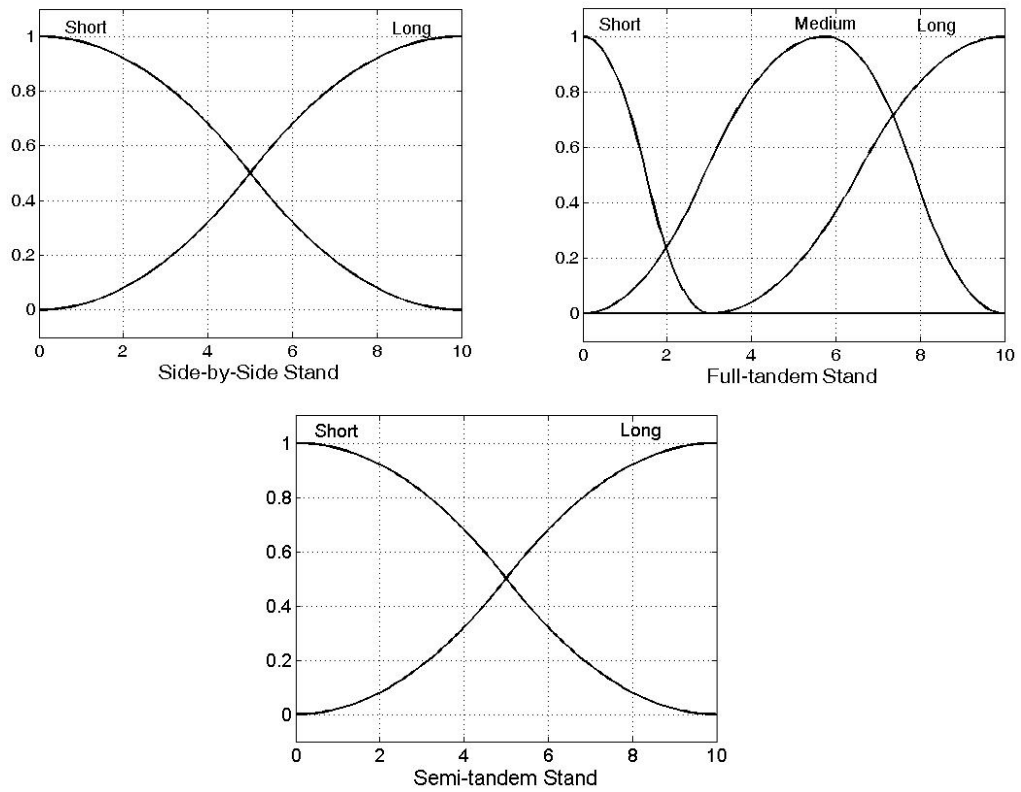 Short Long
1
0.8
0.6
0.4
0.2
0
0 2 4 6 8 10
Side-by-Side Stand
Short Medium Long
1
0.8
0.6
0.4
0.2
0
0 2 4 6 8 10
Full-tandem Stand
Short Long
1
0.8
0.6
0.4
0.2
0
0 2 4 6 8 10
Semi-tandem Stand